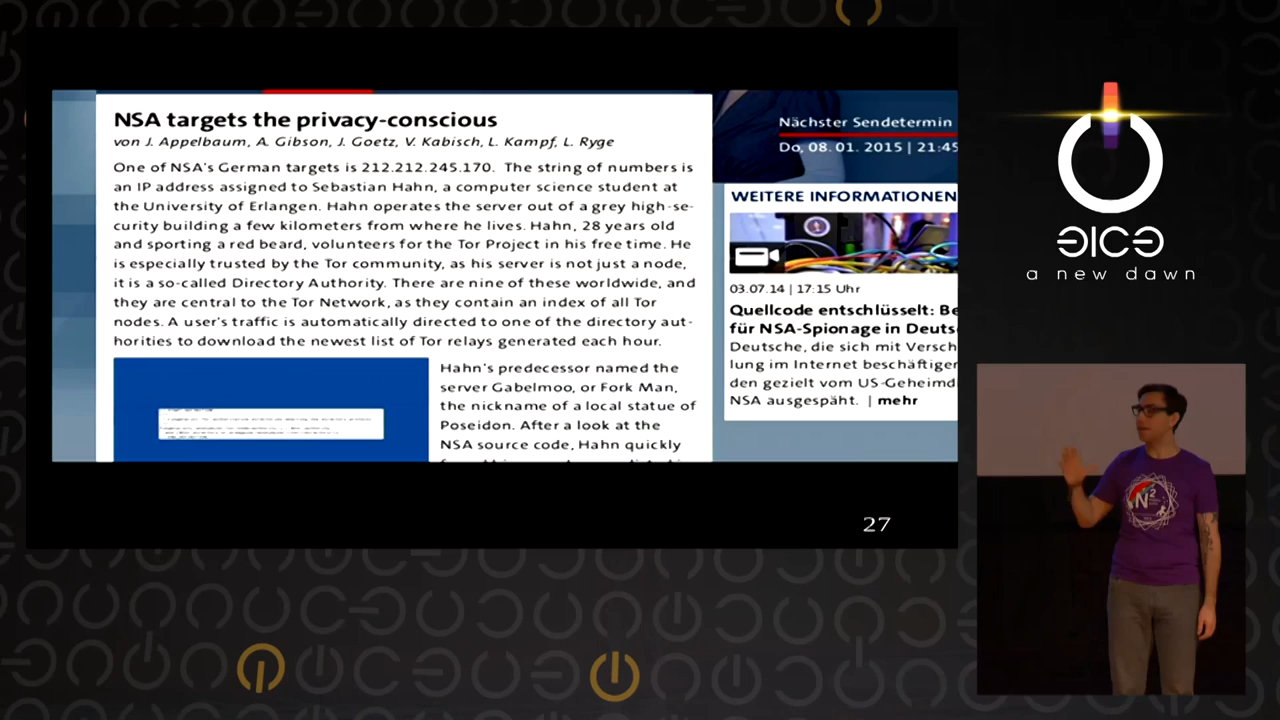 NSA targets the privacy-conscious
von J. Appelbaum, A. Gibson, J. Goetz, V. Kabisch, L. Kampf, L. Ryge
One of NSA's German targets is 212.212.245.170. The string of numbers is
an IP address assigned to Sebastian Hahn, a computer science student at
the University of Erlangen. Hahn operates the server out of a grey high-se-
curity building a few kilometers from where he lives. Hahn, 28 years old
and sporting a red beard, volunteers for the Tor Project in his free time. He
is especially trusted by the Tor community, as his server is not just a node,
it is a so-called Directory Authority. There are nine of these worldwide, and
they are central to the Tor Network, as they contain an index of all Tor
nodes. A user's traffic is automatically directed to one of the directory aut-
horities to download the newest list of Tor relays generated each hour.
Hahn's predecessor named the
server Gabelmoo, or Fork Man,
the nickname of a local statue of
Poseidon. After a look at the
NSA source code, Hahn quickly
Nächster Sendetermin
Do, 08. 01. 2015 | 21:45
WEITERE INFORMATIONEN
03.07.14 | 17:15 Uhr
Quellcode entschlüsselt: Be
für NSA-Spionage in Deuts
Deutsche, die sich mit Versch
lung im Internet beschäftiger
den gezielt vom US-Geheimd
NSA ausgespäht. | mehr
27
a new dawn
N²